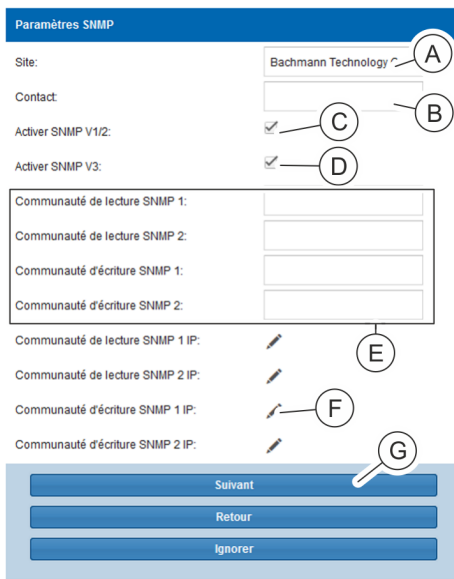 Paramètres SNMP
Site: Bachmann Technology A
Contact: B
Activer SNMP V1/2: C
Activer SNMP V3: D
Communauté de lecture SNMP 1:
Communauté de lecture SNMP 2:
Communauté d'écriture SNMP 1:
Communauté d'écriture SNMP 2:
E
Communauté de lecture SNMP 1 IP:
Communauté de lecture SNMP 2 IP:
Communauté d'écriture SNMP 1 IP: F
Communauté d'écriture SNMP 2 IP:
G
Suivant
Retour
Ignorer